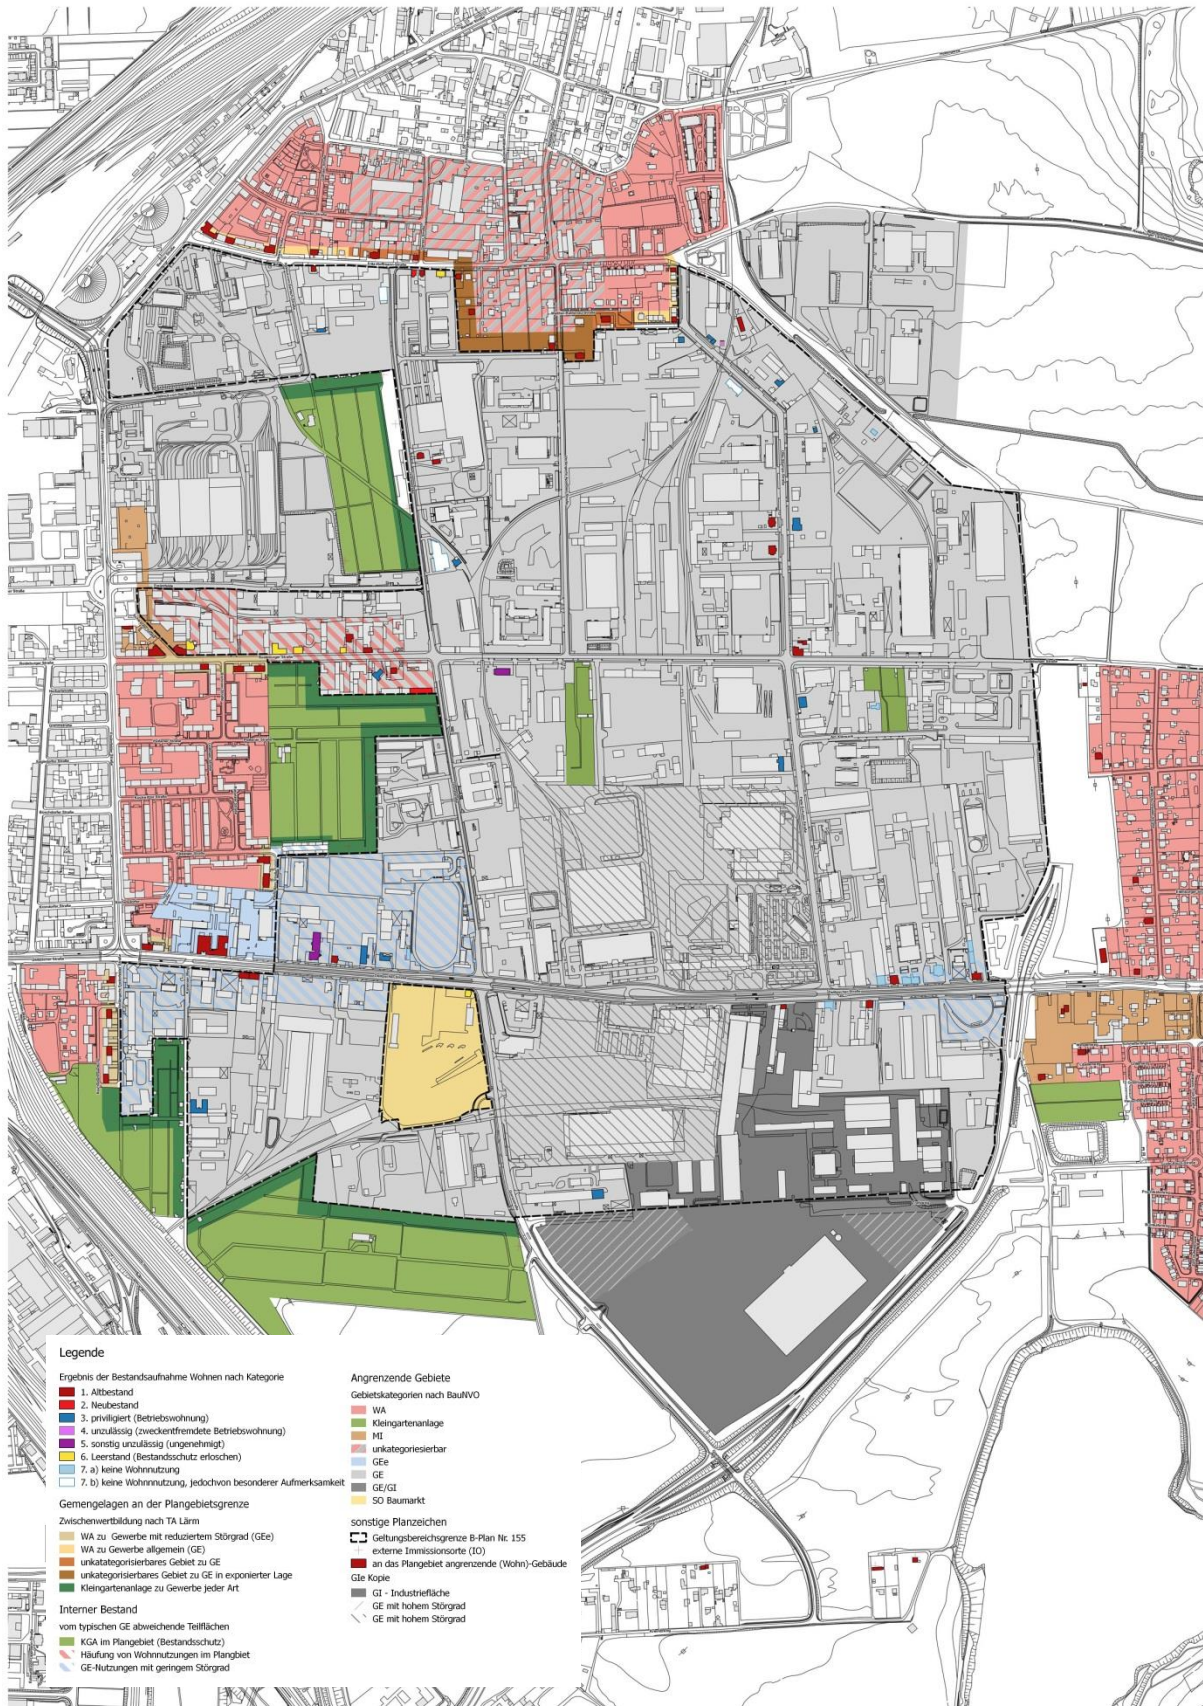 Legende
Ergebnis der Bestandsaufnahme Wohnen nach Kategorie
1. Altbestand
2. Neubestand
3. priviligiert (Betriebswohnung)
4. unzulässig (zweckentfremdete Betriebswohnung)
5. sonstig unzulässig (ungenehmigt)
6. Leerstand (Bestandsschutz erloschen)
7. a) keine Wohnnutzung
7. b) keine Wohnnnutzung, jedochvon besonderer Aufmerksamkeit
Gemengelagen an der Plangebietsgrenze
Zwischenwertbildung nach TA Lärm
WA zu Gewerbe mit reduziertem Störgrad (GEe)
WA zu Gewerbe allgemein (GE)
unkatategorisierbares Gebiet zu GE
unkategorisierbares Gebiet zu GE in exponierter Lage
Kleingartenanlage zu Gewerbe jeder Art
Interner Bestand
vom typischen GE abweichende Teilflächen
KGA im Plangebiet (Bestandsschutz)
Häufung von Wohnnutzungen im Plangbiet
GE-Nutzungen mit geringem Störgrad
Angrenzende Gebiete
Gebietskategorien nach BauNVO
WA
Kleingartenanlage
MI
unkategoriesierbar
GEe
GE
GE/GI
SO Baumarkt
sonstige Planzeichen
Geltungsbereichsgrenze B-Plan Nr. 155
externe Immissionsorte (IO)
an das Plangebiet angrenzende (Wohn)-Gebäude
GIe Kopie
GI - Industriefläche
GE mit hohem Störgrad
GE mit hohem Störgrad